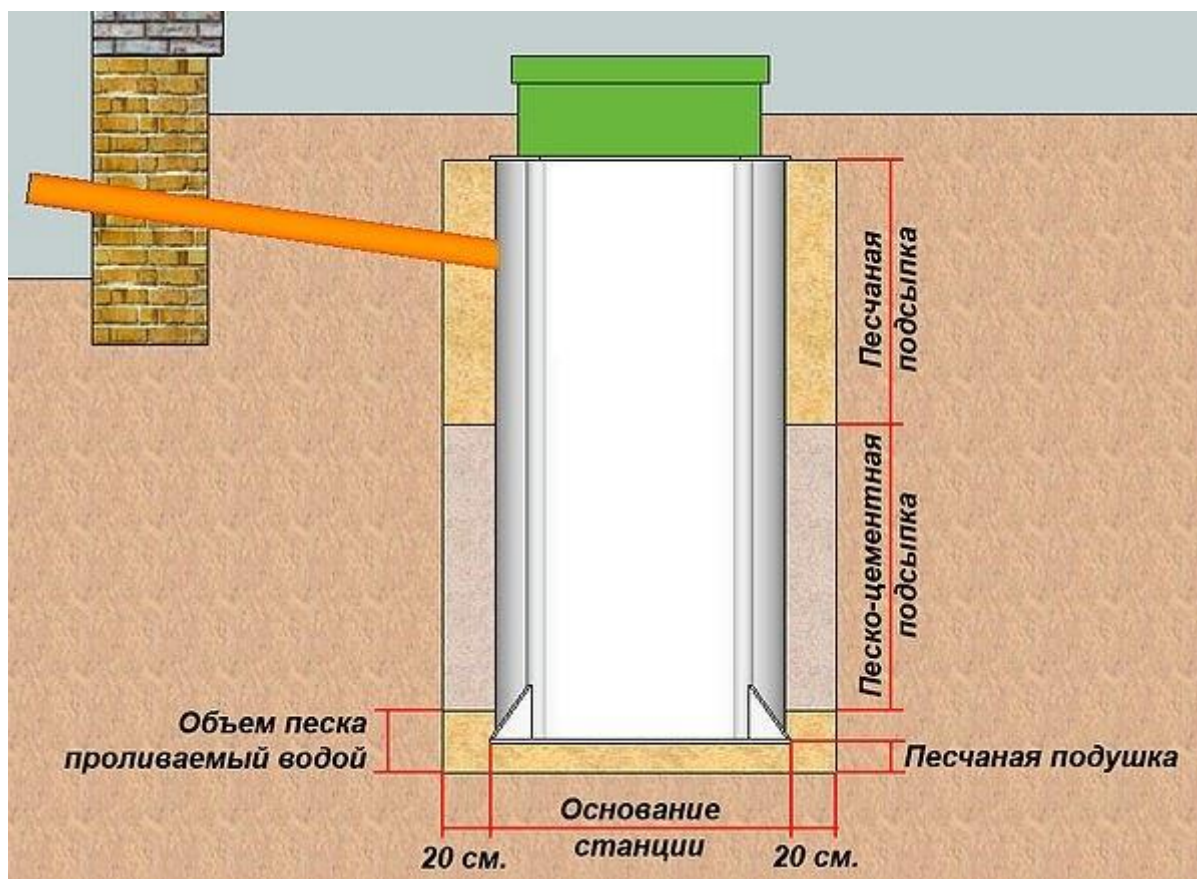 Песчаная
подсыпка
Песко-цементная
подсыпка
Объем песка
проливаемый водой
Песчаная подушка
Основание
станции
20 см.
20 см.